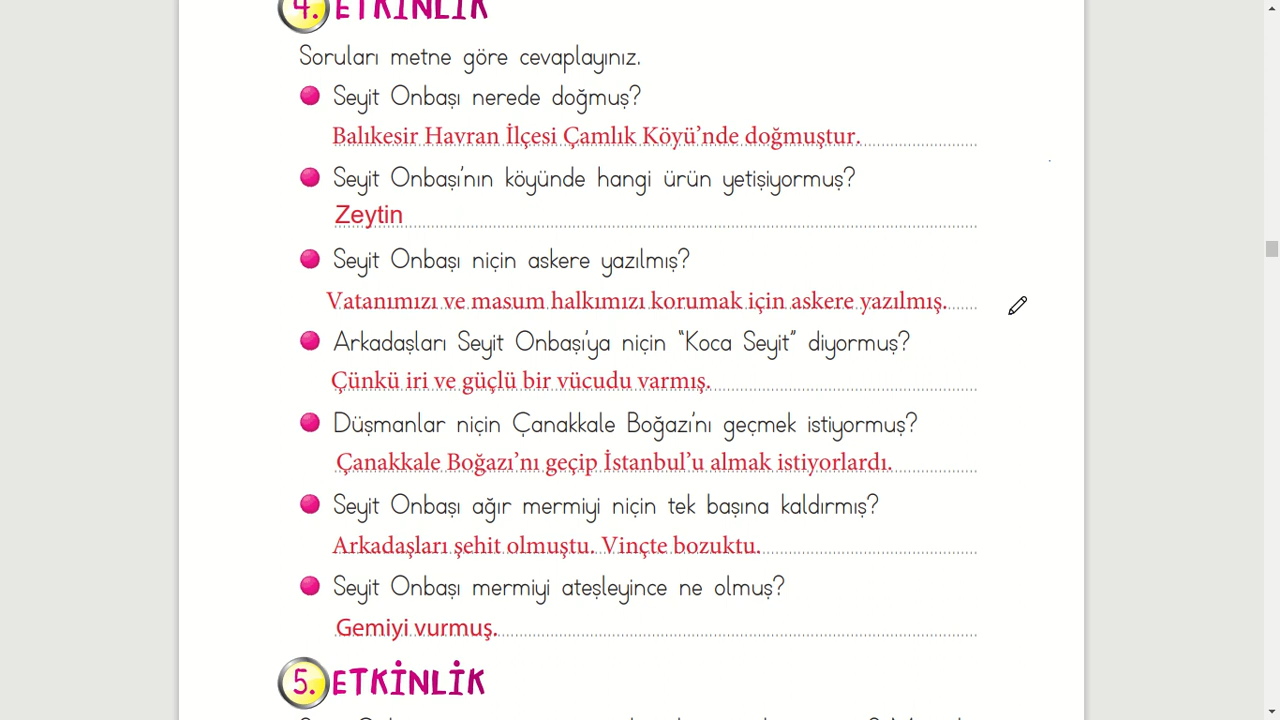 4. ETKİNLİK
Soruları metne göre cevaplayınız.
Seyit Onbaşı nerede doğmuş?
Balıkesir Havran İlçesi Çamlık Köyü'nde doğmuştur.
Seyit Onbaşı'nın köyünde hangi ürün yetişiyormuş?
Zeytin
Seyit Onbaşı niçin askere yazılmış?
Vatanımızı ve masum halkımızı korumak için askere yazılmış.
Arkadaşları Seyit Onbaşı'ya niçin "Koca Seyit" diyormuş?
Çünkü iri ve güçlü bir vücudu varmış.
Düşmanlar niçin Çanakkale Boğazı'nı geçmek istiyormuş?
Çanakkale Boğazı'nı geçip İstanbul'u almak istiyorlardı.
Seyit Onbaşı ağır mermiyi niçin tek başına kaldırmış?
Arkadaşları şehit olmuştu. Vinçte bozuktu.
Seyit Onbaşı mermiyi ateşleyince ne olmuş?
Gemiyi vurmuş.
5. ETKİNLİK